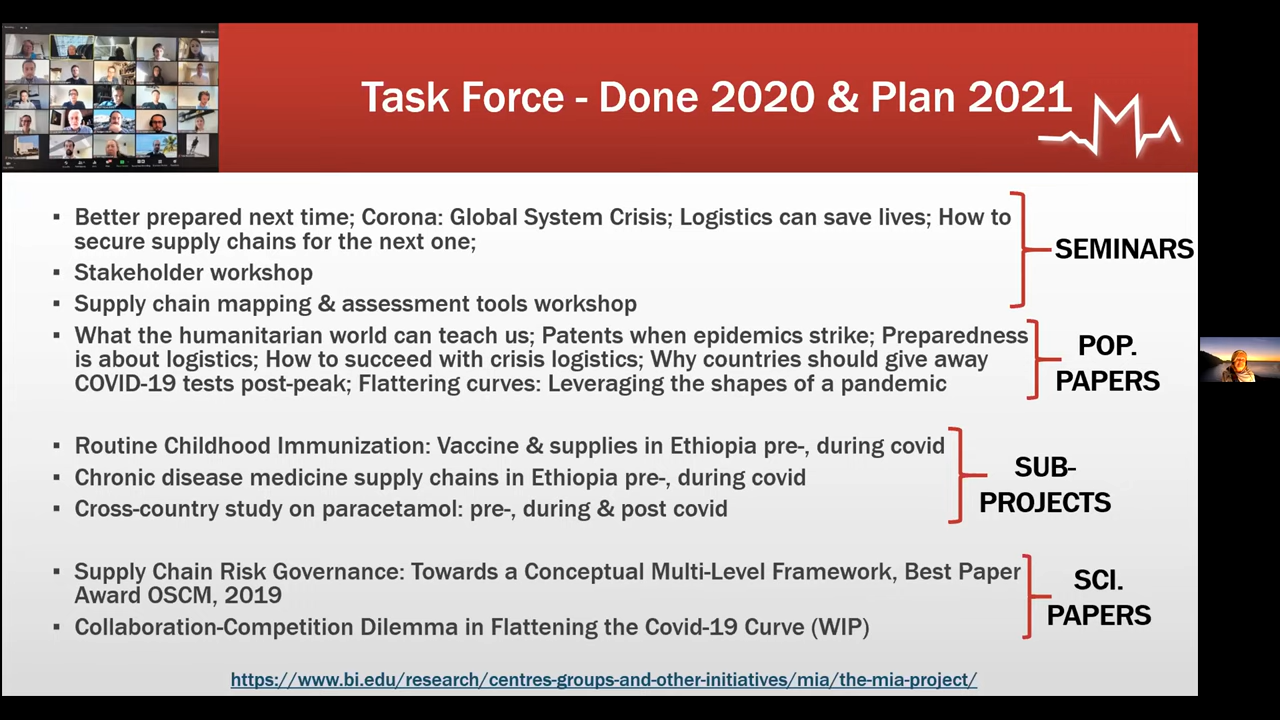 Task Force - Done 2020 & Plan 2021
▪ Better prepared next time; Corona: Global System Crisis; Logistics can save lives; How to
secure supply chains for the next one;
▪ Stakeholder workshop
▪ Supply chain mapping & assessment tools workshop
SEMINARS
▪ What the humanitarian world can teach us; Patents when epidemics strike; Preparedness
is about logistics; How to succeed with crisis logistics; Why countries should give away
COVID-19 tests post-peak; Flattering curves: Leveraging the shapes of a pandemic
POP.
PAPERS
▪ Routine Childhood Immunization: Vaccine & supplies in Ethiopia pre-, during covid
▪ Chronic disease medicine supply chains in Ethiopia pre-, during covid
▪ Cross-country study on paracetamol: pre-, during & post covid
SUB-
PROJECTS
▪ Supply Chain Risk Governance: Towards a Conceptual Multi-Level Framework, Best Paper
Award OSCM, 2019
▪ Collaboration-Competition Dilemma in Flattening the Covid-19 Curve (WIP)
SCI.
PAPERS
https://www.bi.edu/research/centres-groups-and-other-initiatives/mia/the-mia-project/